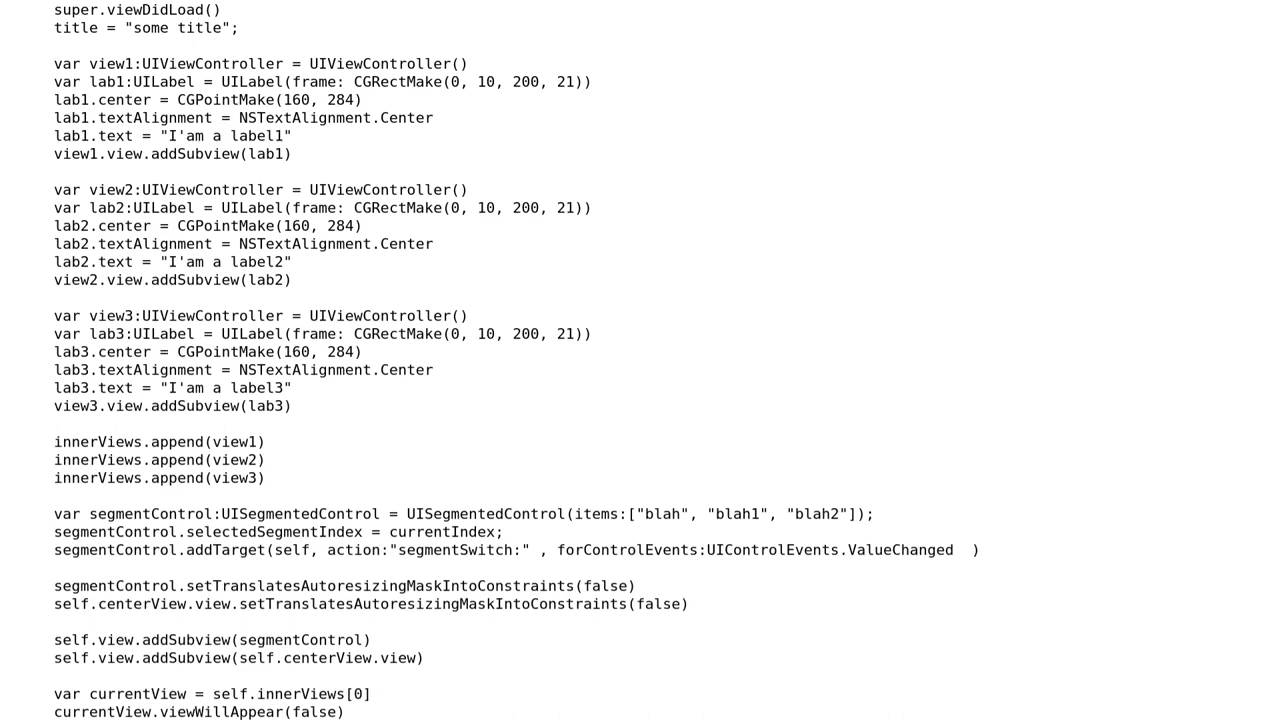 super.viewDidLoad()
title = "some title";
var view1:UIViewController = UIViewController()
var lab1:UILabel = UILabel(frame: CGRectMake(0, 10, 200, 21))
lab1.center = CGPointMake(160, 284)
lab1.textAlignment = NSTextAlignment.Center
lab1.text = "I'am a label1"
view1.view.addSubview(lab1)
var view2:UIViewController = UIViewController()
var lab2:UILabel = UILabel(frame: CGRectMake(0, 10, 200, 21))
lab2.center = CGPointMake(160, 284)
lab2.textAlignment = NSTextAlignment.Center
lab2.text = "I'am a label2"
view2.view.addSubview(lab2)
var view3:UIViewController = UIViewController()
var lab3:UILabel = UILabel(frame: CGRectMake(0, 10, 200, 21))
lab3.center = CGPointMake(160, 284)
lab3.textAlignment = NSTextAlignment.Center
lab3.text = "I'am a label3"
view3.view.addSubview(lab3)
innerViews.append(view1)
innerViews.append(view2)
innerViews.append(view3)
var segmentControl:UISegmentedControl = UISegmentedControl(items:["blah", "blah1", "blah2"]);
segmentControl.selectedSegmentIndex = currentIndex;
segmentControl.addTarget(self, action:"segmentSwitch:" , forControlEvents:UIControlEvents.ValueChanged  )
segmentControl.setTranslatesAutoresizingMaskIntoConstraints(false)
self.centerView.view.setTranslatesAutoresizingMaskIntoConstraints(false)
self.view.addSubview(segmentControl)
self.view.addSubview(self.centerView.view)
var currentView = self.innerViews[0]
currentView.viewWillAppear(false)